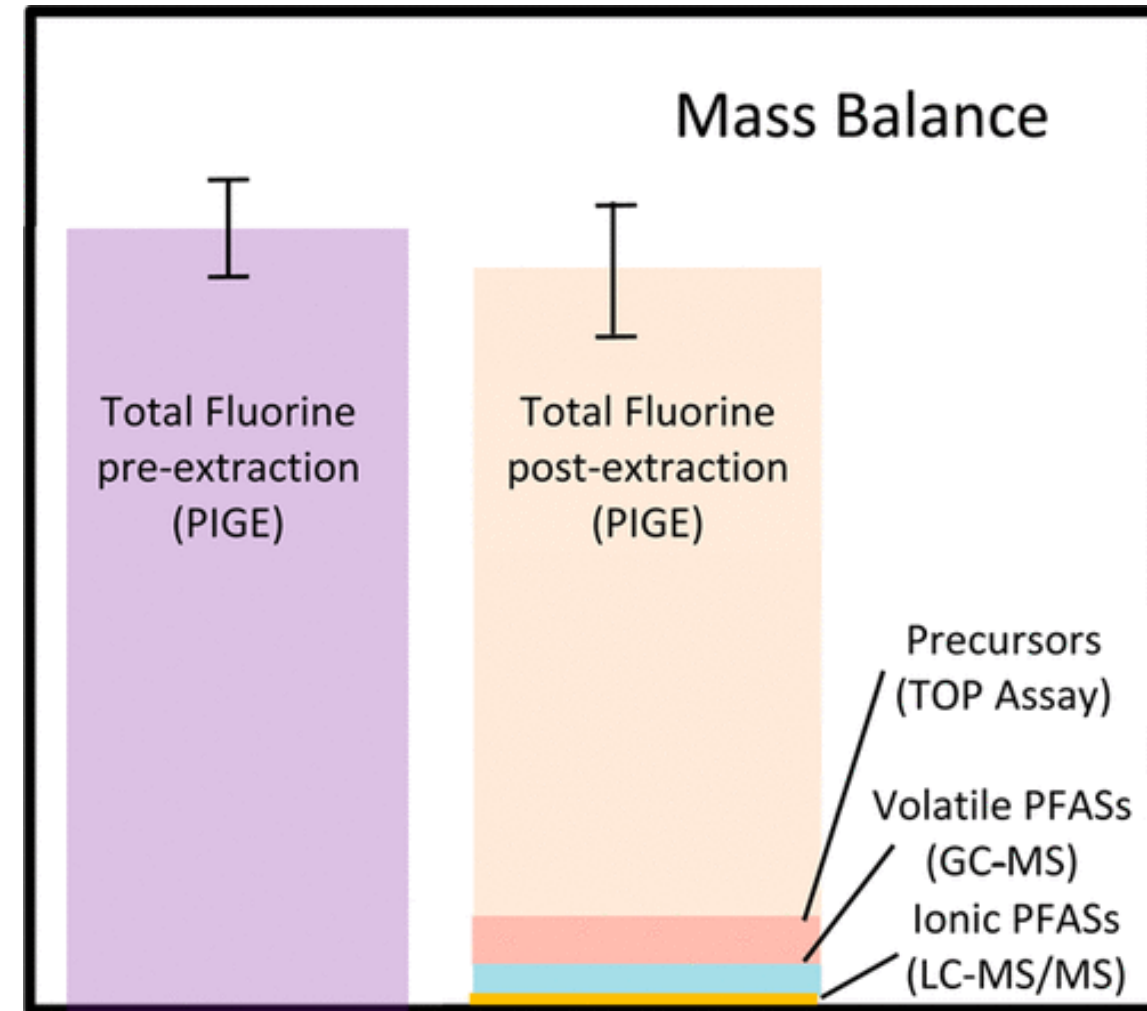 Mass Balance
Total Fluorine
pre-extraction
(PIGE)
Total Fluorine
post-extraction
(PIGE)
Precursors
(TOP Assay)
Volatile PFASs
(GC-MS)
Ionic PFASs
(LC-MS/MS)